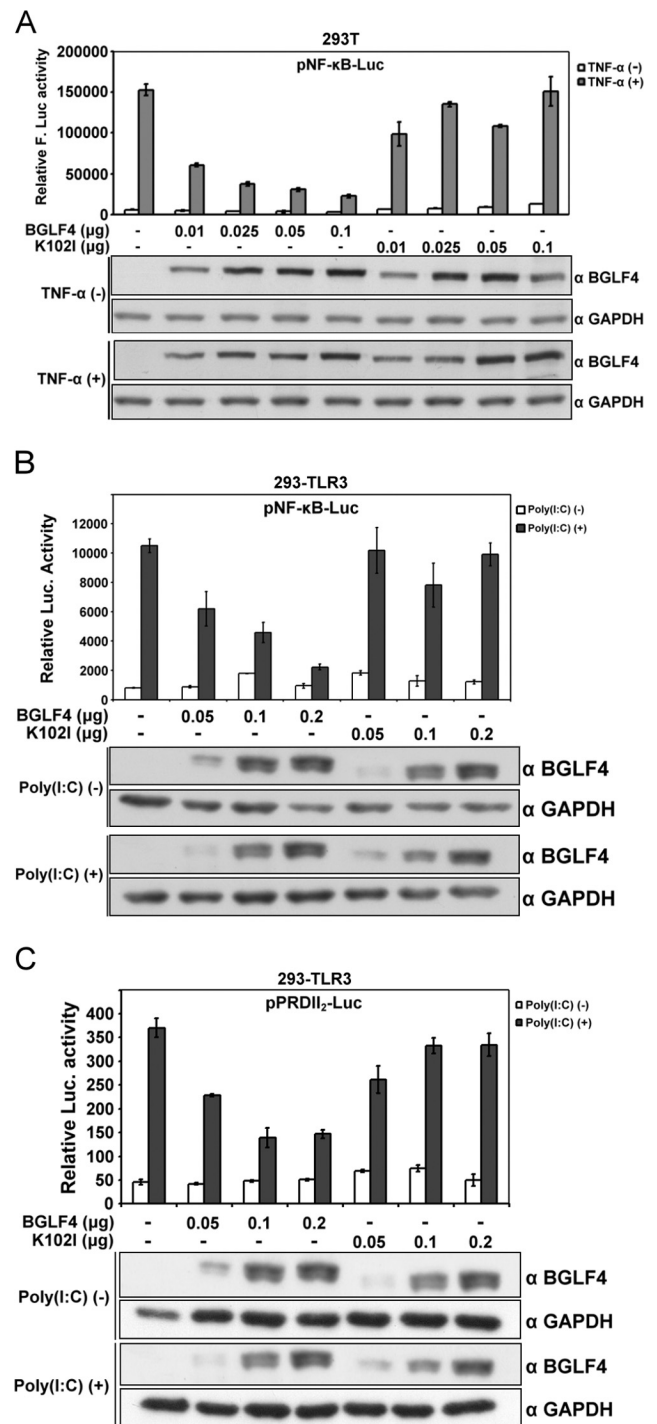 A
293T
pNF-κB-Luc
Relative F. Luc activity
200000
150000
100000
50000
0
TNF-α (-)
TNF-α (+)
BGLF4 (μg) - 0.01 0.025 0.05 0.1 - - - -
K102I (μg) - - - - - 0.01 0.025 0.05 0.1
TNF-α (-)
α BGLF4
α GAPDH
TNF-α (+)
α BGLF4
α GAPDH
B
293-TLR3
pNF-κB-Luc
Relative Luc. Activity
12000
10000
8000
6000
4000
2000
0
Poly(I:C) (-)
Poly(I:C) (+)
BGLF4 (μg) - 0.05 0.1 0.2 - - -
K102I (μg) - - - - 0.05 0.1 0.2
Poly(I:C) (-)
α BGLF4
α GAPDH
Poly(I:C) (+)
α BGLF4
α GAPDH
C
293-TLR3
pPRDII₂-Luc
Relative Luc. activity
400
350
300
250
200
150
100
50
0
Poly(I:C) (-)
Poly(I:C) (+)
BGLF4 (μg) - 0.05 0.1 0.2 - - -
K102I (μg) - - - - 0.05 0.1 0.2
Poly(I:C) (-)
α BGLF4
α GAPDH
Poly(I:C) (+)
α BGLF4
α GAPDH